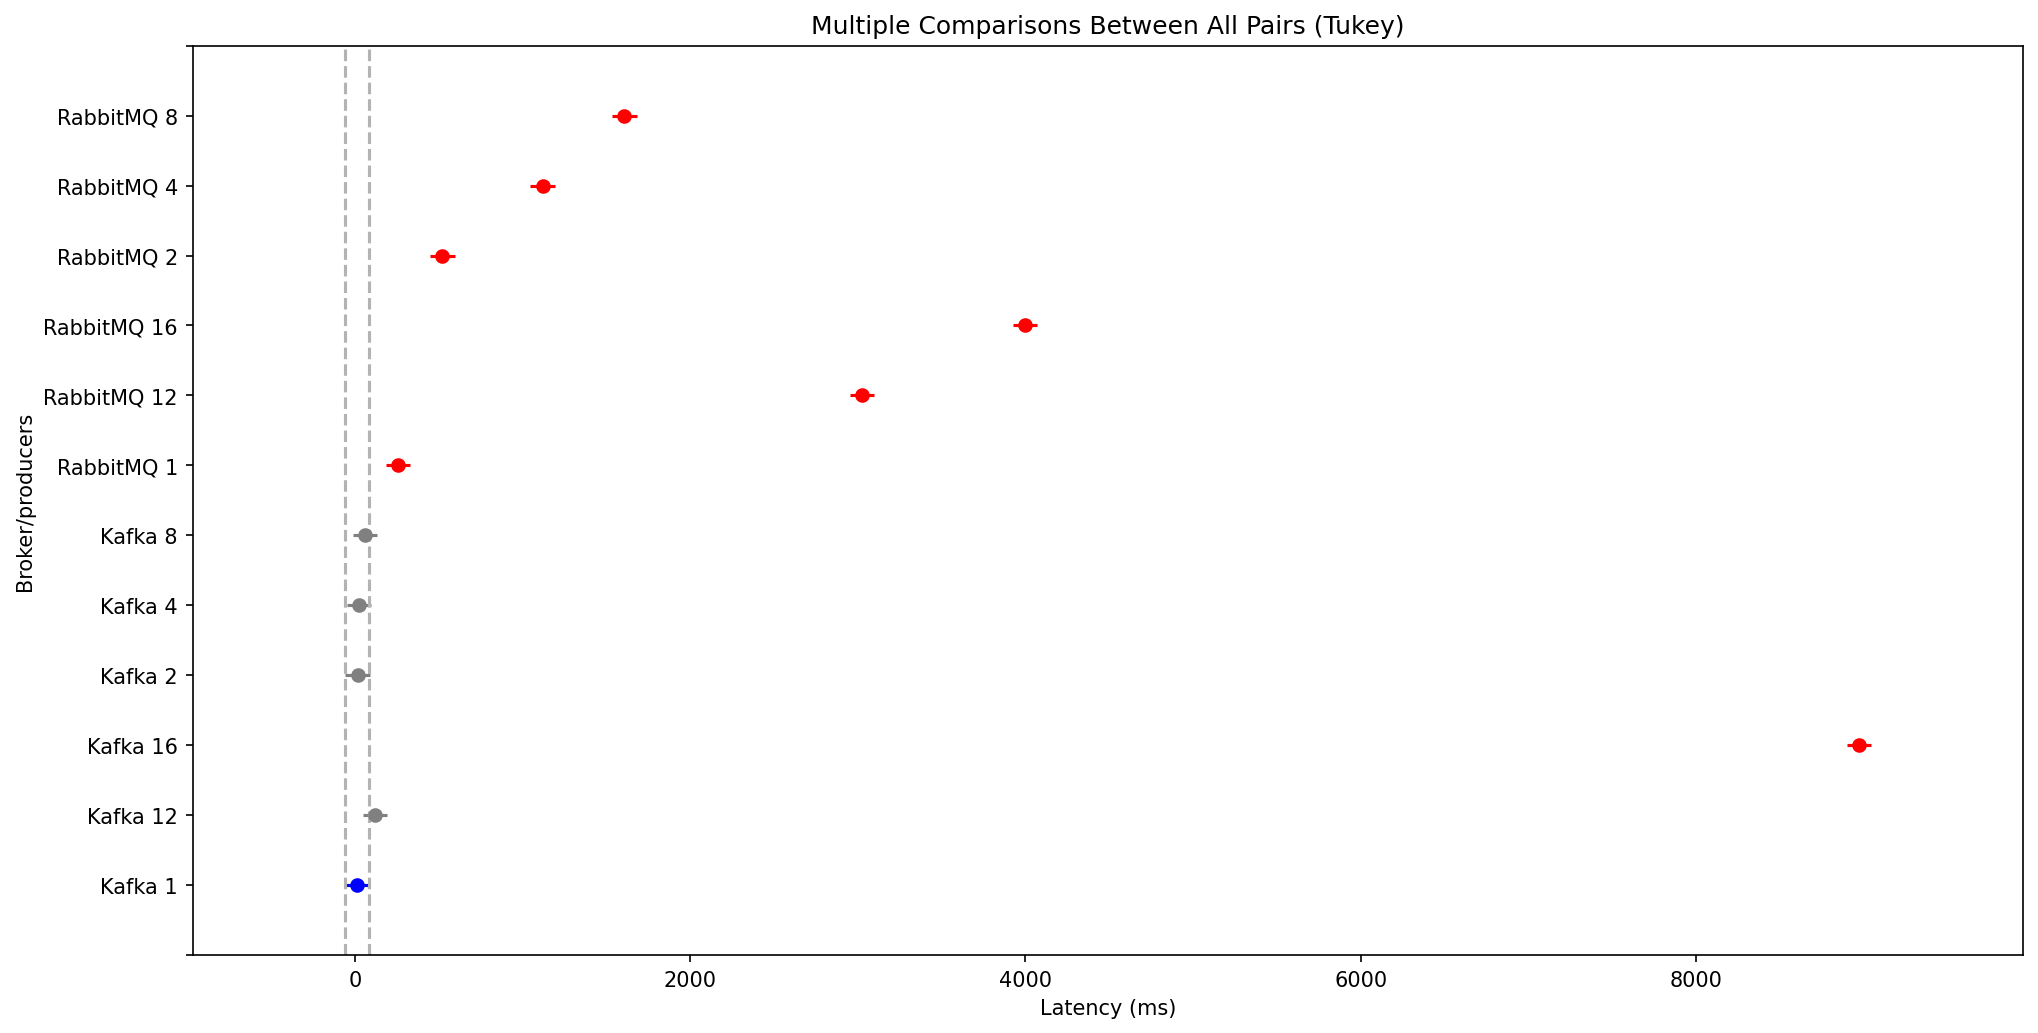 Multiple Comparisons Between All Pairs (Tukey)
RabbitMQ 8
RabbitMQ 4
RabbitMQ 2
RabbitMQ 16
RabbitMQ 12
RabbitMQ 1
Kafka 8
Kafka 4
Kafka 2
Kafka 16
Kafka 12
Kafka 1
Broker/producers
0 2000 4000 6000 8000
Latency (ms)